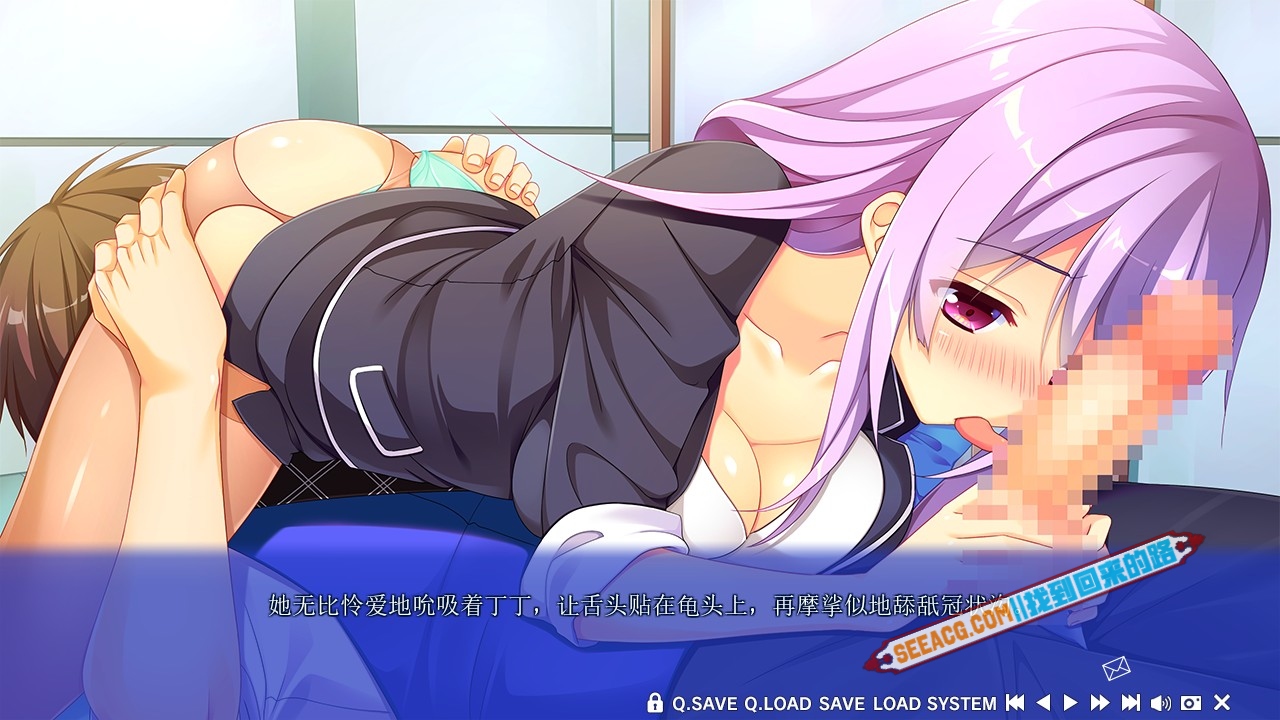 她无比怜爱地吮吸着丁丁，让舌头贴在龟头上，再摩挲似地舔舐冠状
SEEACG.COM||找到回来的路
Q.SAVE Q.LOAD SAVE LOAD SYSTEM